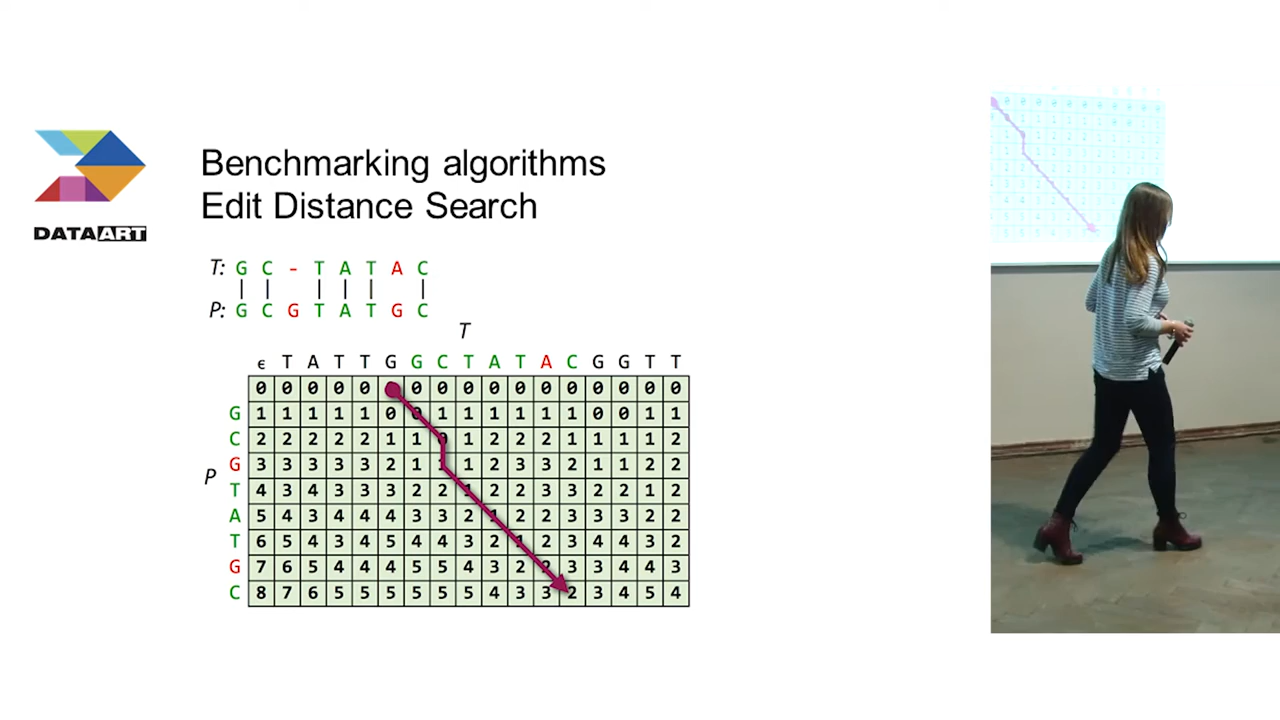 DATAART
Benchmarking algorithms
Edit Distance Search
T: G C - T A T A C
P: G C G T A T G C
T
ϵ T A T T G G C T A T A C G G T T
0 0 0 0 0 0 0 0 0 0 0 0 0 0 0 0
G 1 1 1 1 1 0 0 1 1 1 1 1 1 0 0 1 1
C 2 2 2 2 2 1 1 0 1 2 2 2 1 1 1 1 2
G 3 3 3 3 3 2 1 1 1 2 3 3 2 1 1 2 2
P
T 4 3 4 3 3 3 2 2 1 2 2 3 3 2 2 1 2
A 5 4 3 4 4 4 3 3 2 1 2 2 3 3 3 2 2
T 6 5 4 3 4 5 4 4 3 2 1 2 3 4 4 3 2
G 7 6 5 4 4 4 5 5 4 3 2 2 3 3 4 4 3
C 8 7 6 5 5 5 5 5 5 4 3 3 2 3 4 5 4